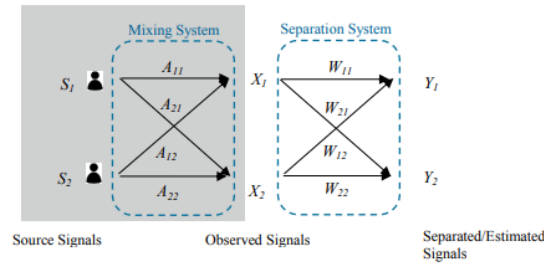 Mixing System
Separation System
A11
W11
S1
X1
Y1
A21
W21
A12
W12
S2
X2
Y2
A22
W22
Source Signals
Observed Signals
Separated/Estimated
Signals